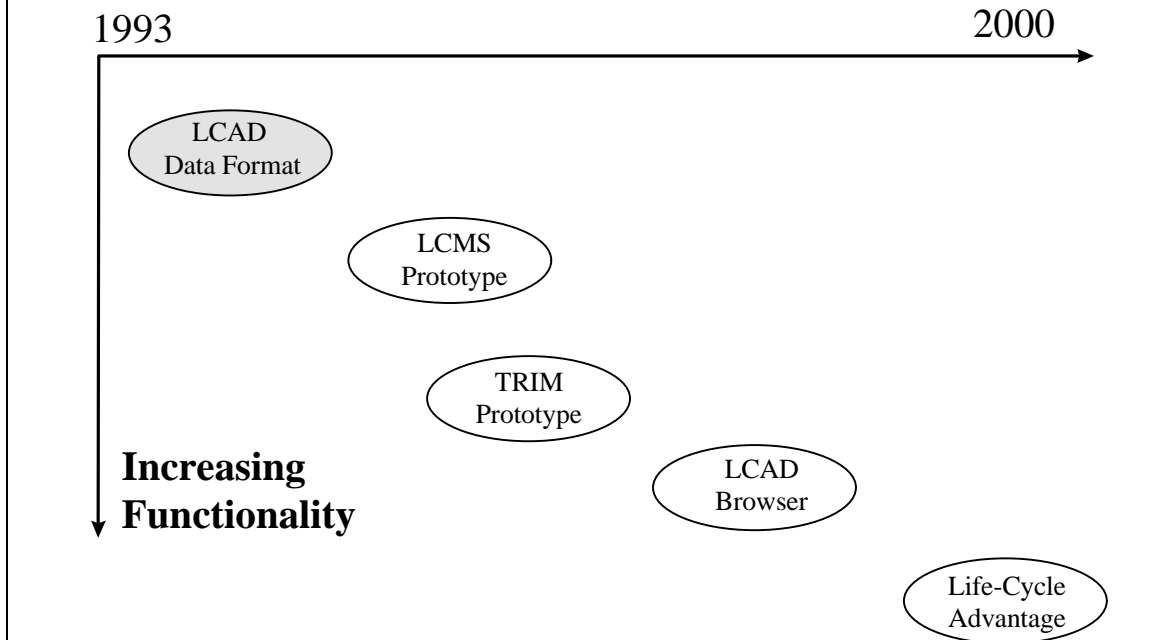 1993
2000
LCAD
Data Format
LCMS
Prototype
TRIM
Prototype
LCAD
Browser
Increasing
Functionality
Life-Cycle
Advantage